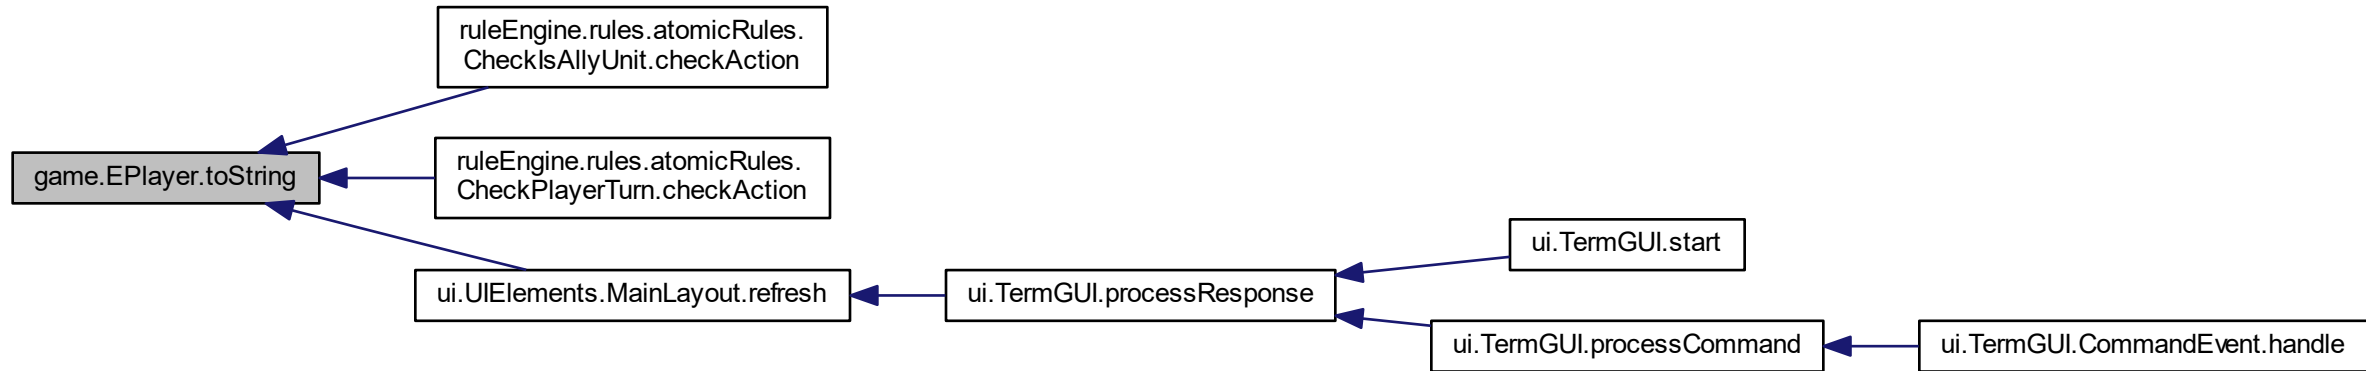 ruleEngine.rules.atomicRules.
CheckIsAllyUnit.checkAction
game.EPlayer.toString
ruleEngine.rules.atomicRules.
CheckPlayerTurn.checkAction
ui.UIElements.MainLayout.refresh
ui.TermGUI.processResponse
ui.TermGUI.start
ui.TermGUI.processCommand
ui.TermGUI.CommandEvent.handle